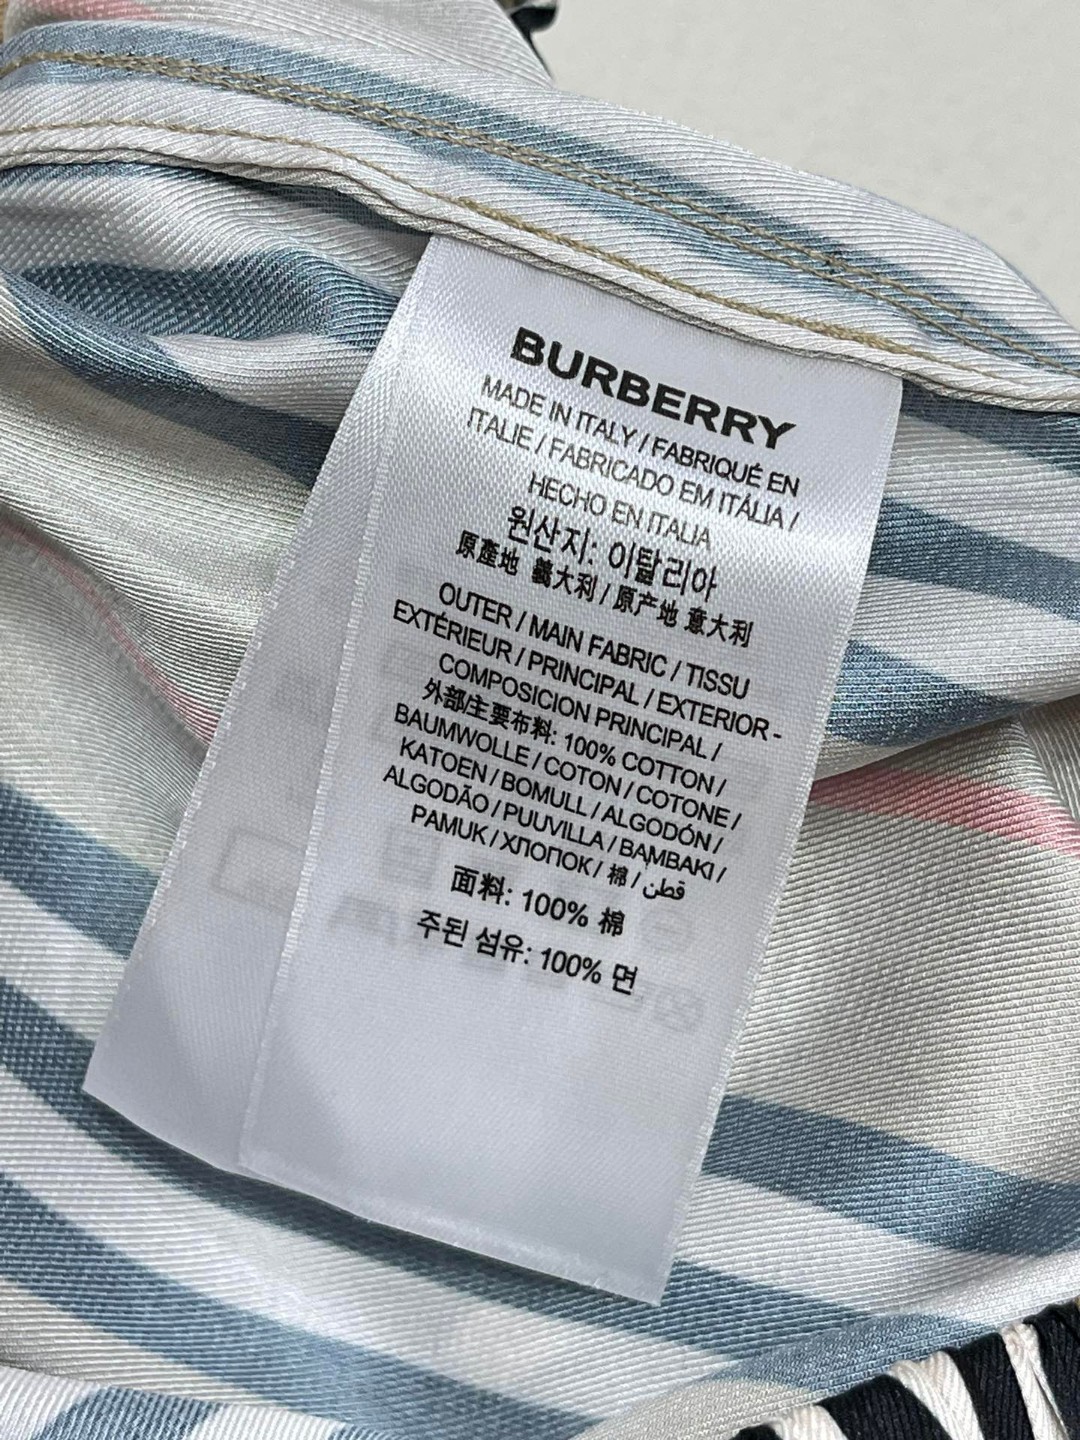 BURBERRY
MADE IN ITALY / FABRIQUÉ EN
ITALIE / FABRICADO EM ITÁLIA /
HECHO EN ITALIA
원산지: 이탈리아
原產地 義大利 / 原产地 意大利
OUTER / MAIN FABRIC / TISSU
EXTÉRIEUR / PRINCIPAL / EXTERIOR -
COMPOSICION PRINCIPAL /
外部/主要布料: 100% COTTON /
BAUMWOLLE / COTON / COTONE /
KATOEN / BOMULL / ALGODÓN /
ALGODÃO / PUUVILLA / BAMBAKI /
PAMUK / ХЛОПОК / 棉 / قطن
面料: 100% 棉
주된 섬유: 100% 면